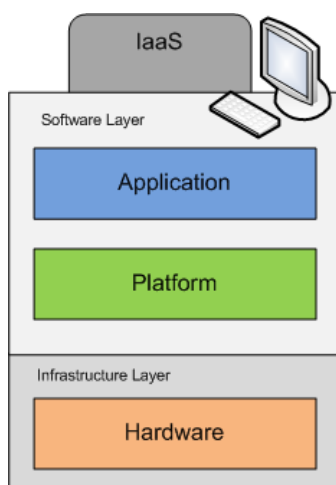 IaaS
Software Layer
Application
Platform
Infrastructure Layer
Hardware